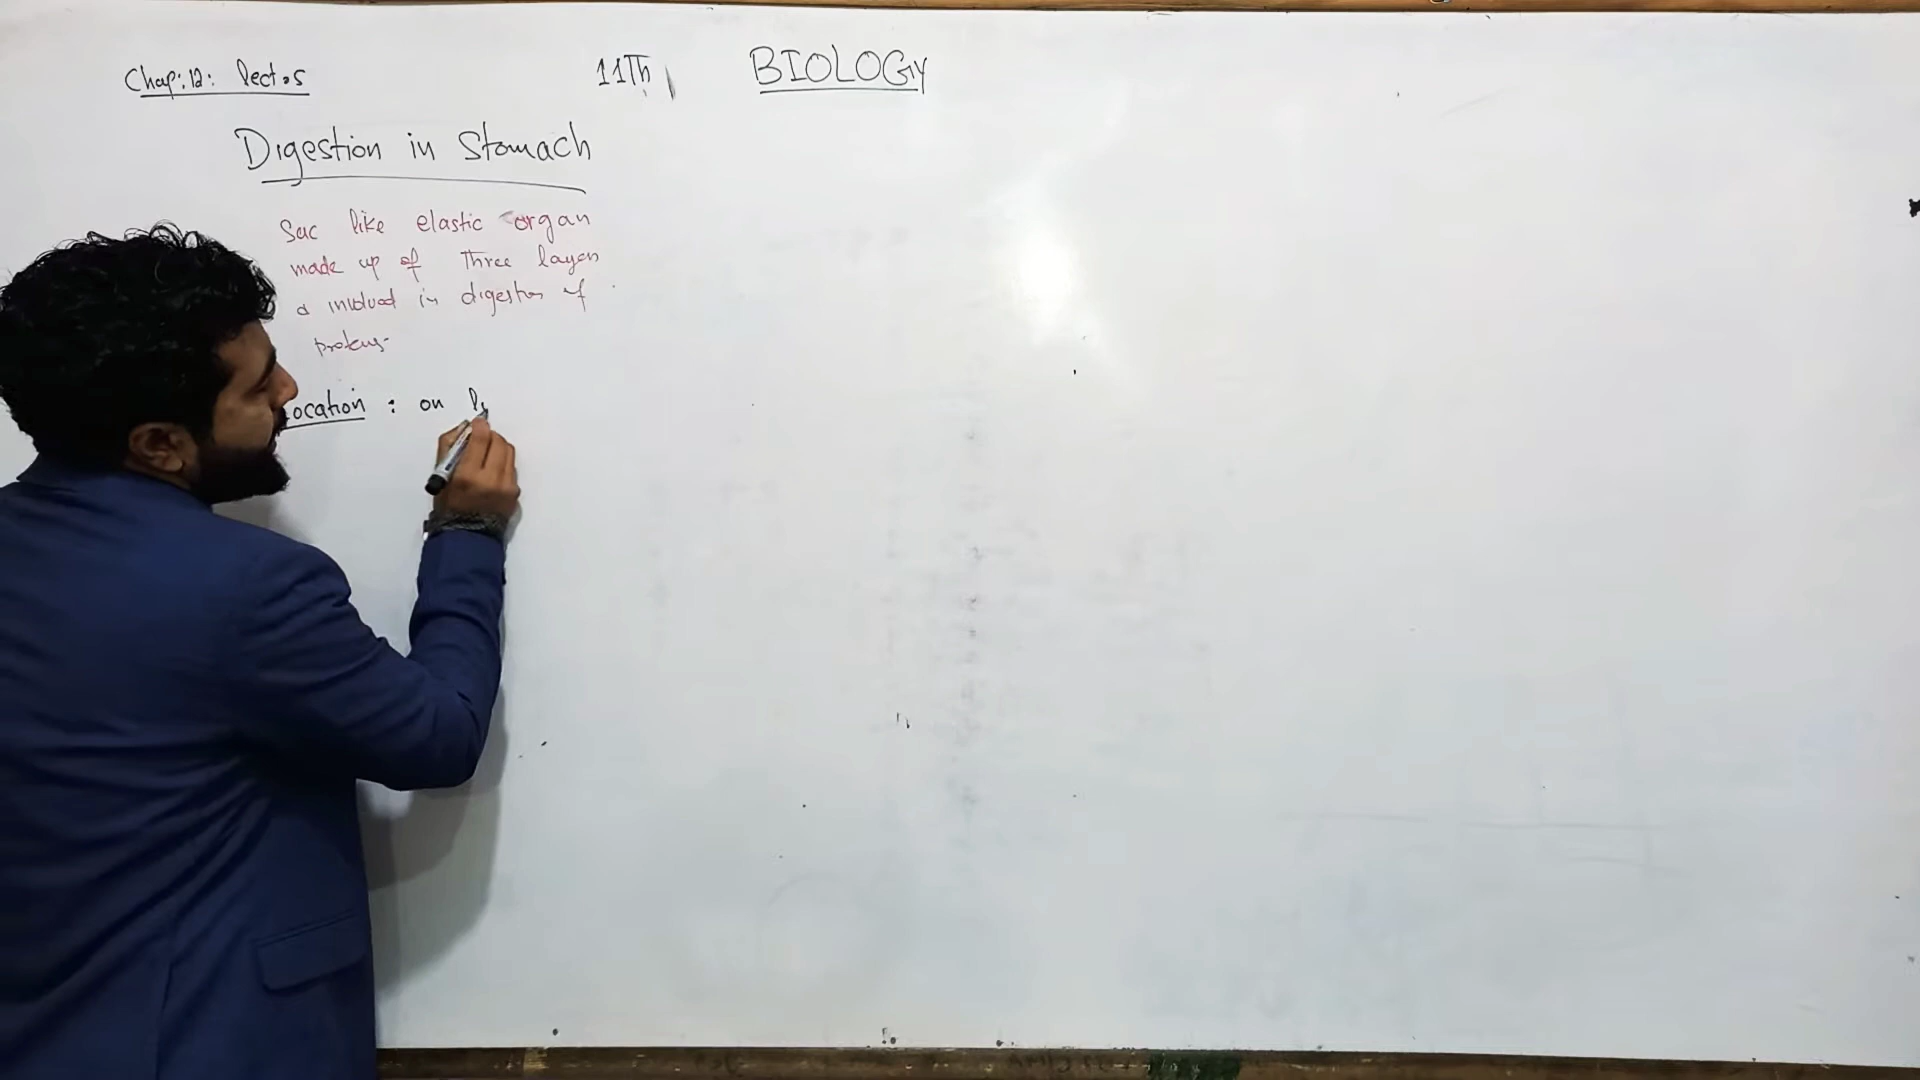 Chap:12: lect.5
11Th
BIOLOGY
Digestion in Stomach
Sac like elastic organ
made up of Three layers
& involved in digestion of
proteins-
Location : on